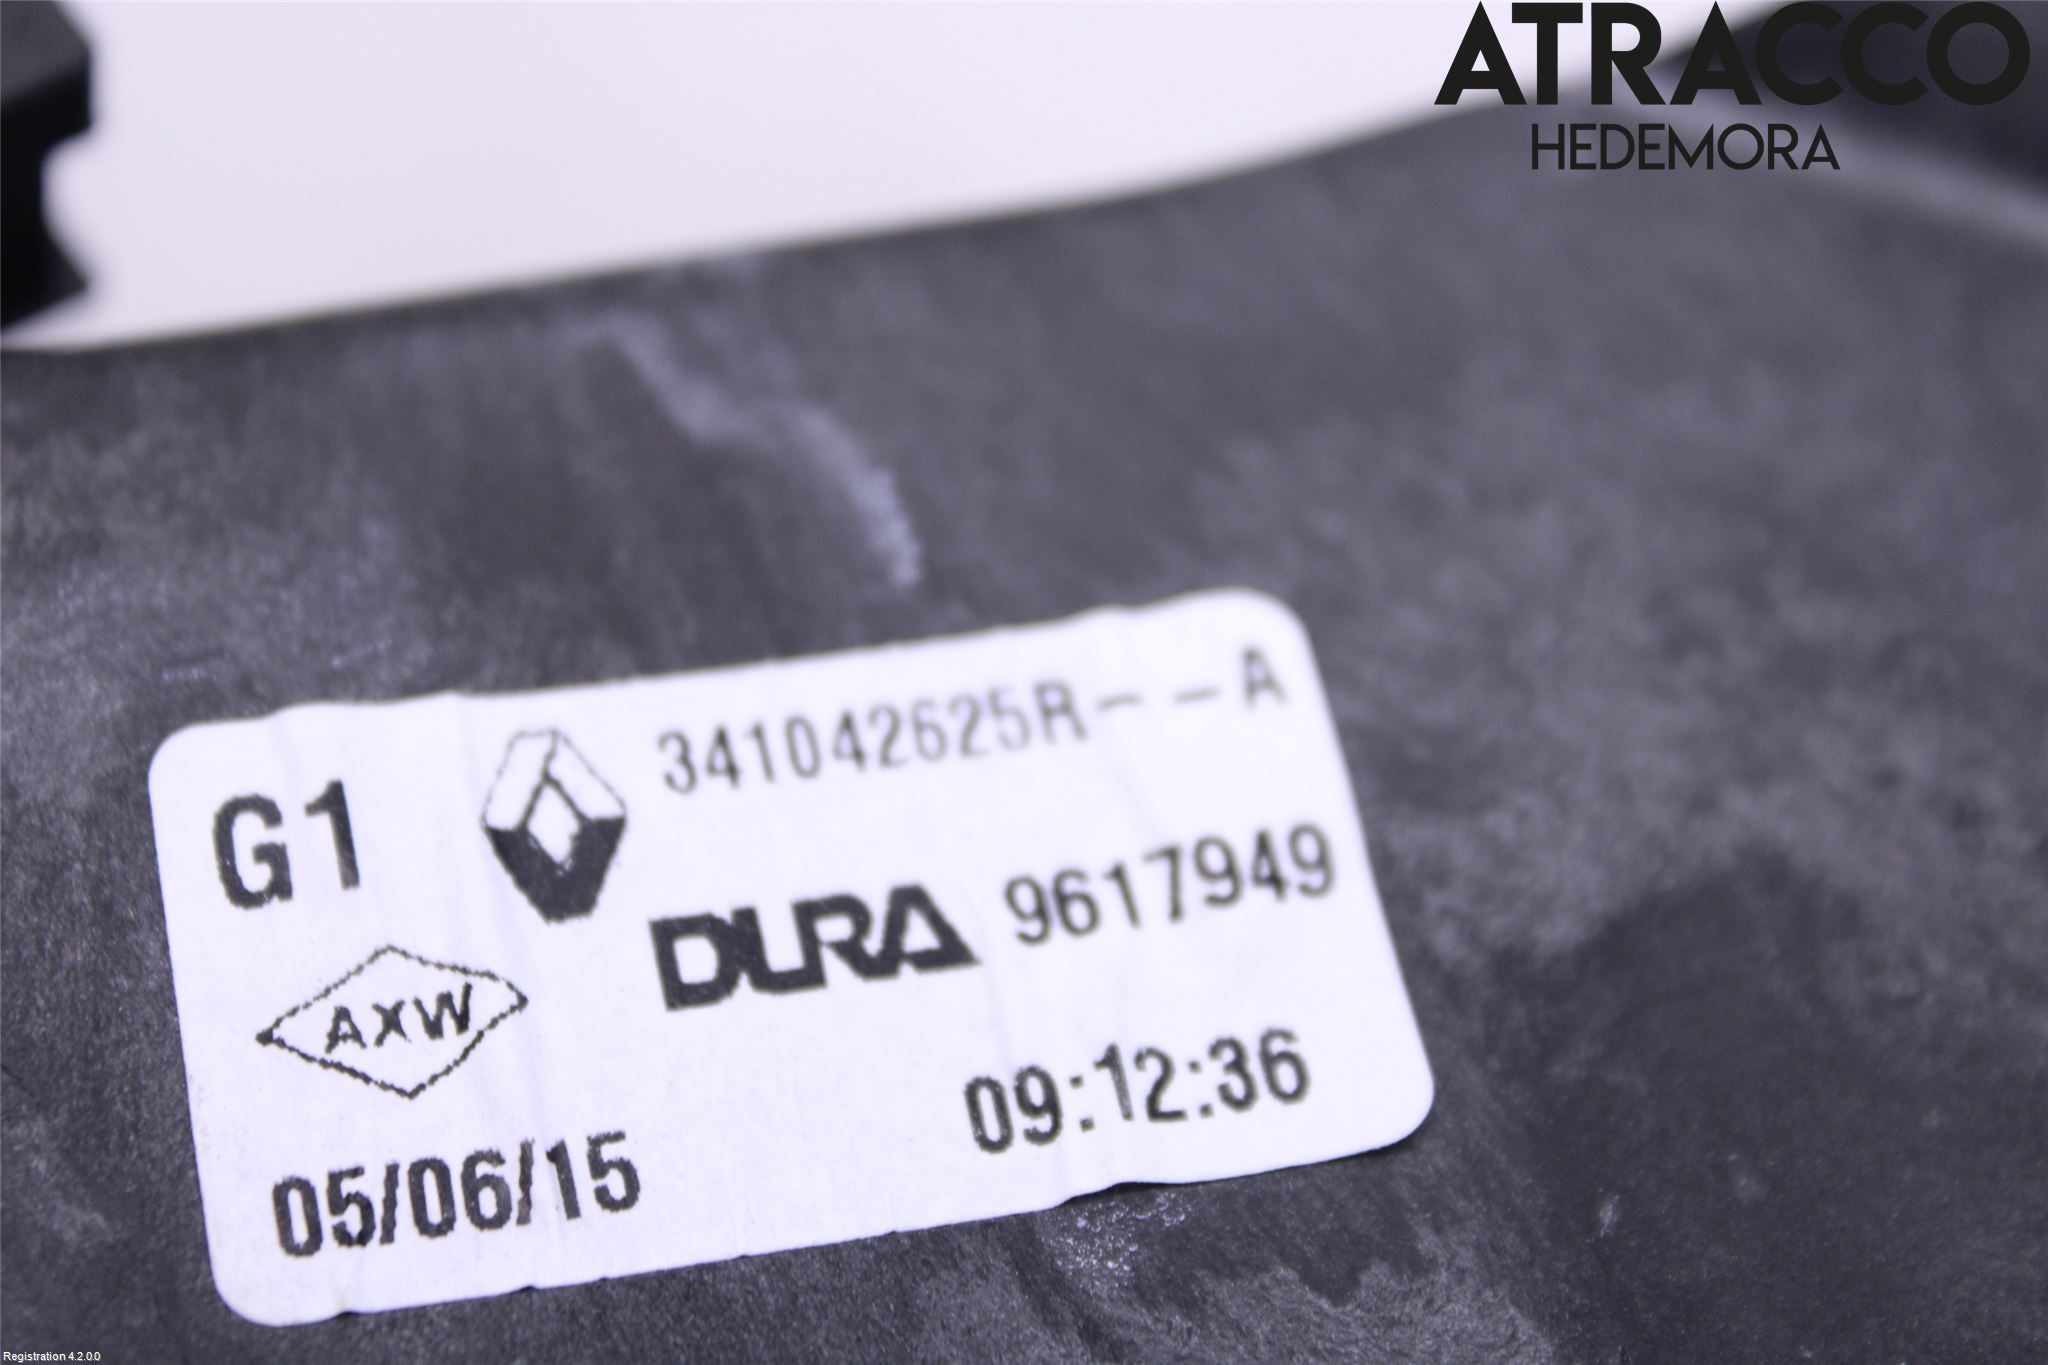 ATRACCO
HEDEMORA
G1
341042625R--A
DURA 9617949
AXW
05/06/15
09:12:36
Registration 4.2.0.0